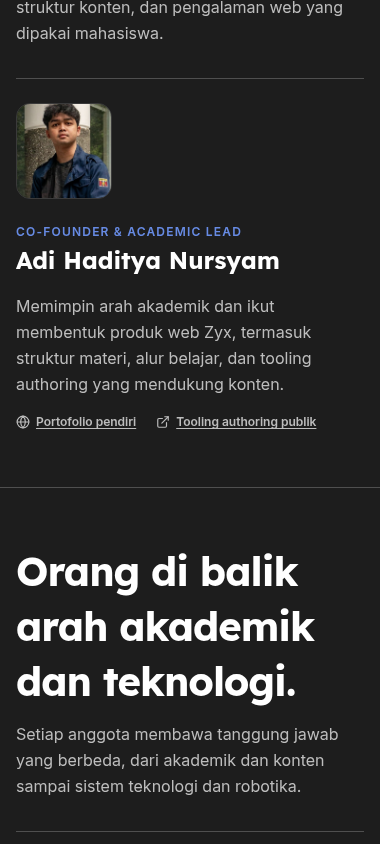 struktur konten, dan pengalaman web yang
dipakai mahasiswa.
CO-FOUNDER & ACADEMIC LEAD
Adi Haditya Nursyam
Memimpin arah akademik dan ikut
membentuk produk web Zyx, termasuk
struktur materi, alur belajar, dan tooling
authoring yang mendukung konten.
Portofolio pendiri Tooling authoring publik
Orang di balik
arah akademik
dan teknologi.
Setiap anggota membawa tanggung jawab
yang berbeda, dari akademik dan konten
sampai sistem teknologi dan robotika.